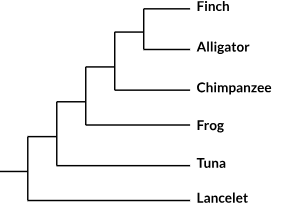 Finch
Alligator
Chimpanzee
Frog
Tuna
Lancelet